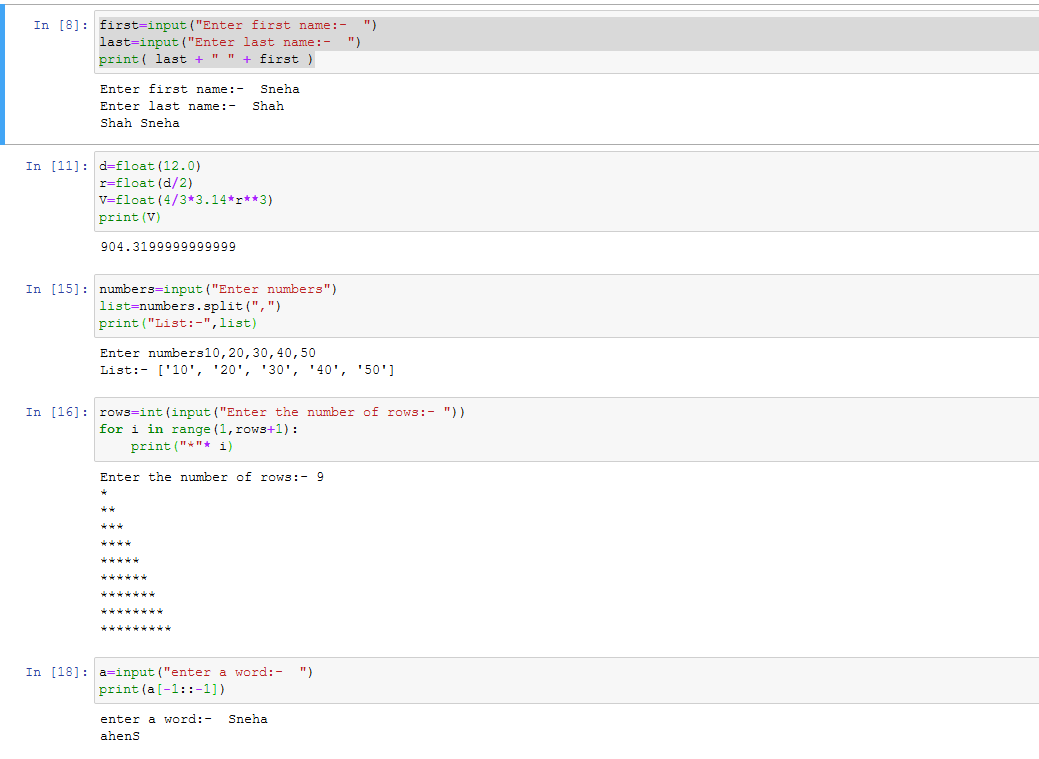 In [8]: first=input("Enter first name:-  ")
last=input("Enter last name:-  ")
print( last + " " + first )
Enter first name:-  Sneha
Enter last name:-  Shah
Shah Sneha
In [11]: d=float(12.0)
r=float(d/2)
V=float(4/3*3.14*r**3)
print(V)
904.3199999999999
In [15]: numbers=input("Enter numbers")
list=numbers.split(",")
print("List:-",list)
Enter numbers10,20,30,40,50
List:- ['10', '20', '30', '40', '50']
In [16]: rows=int(input("Enter the number of rows:- "))
for i in range(1,rows+1):
    print("*"* i)
Enter the number of rows:- 9
*
**
***
****
*****
******
*******
********
*********
In [18]: a=input("enter a word:-  ")
print(a[-1::-1])
enter a word:-  Sneha
ahenS